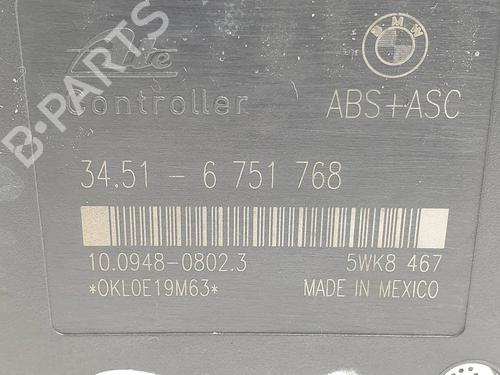 Ate
BMW
Controller
ABS+ASC
B-PARTS
34.51 - 6 751 768
10.0948-0802.3
5WK8 467
*0KL0E19M63*
MADE IN MEXICO